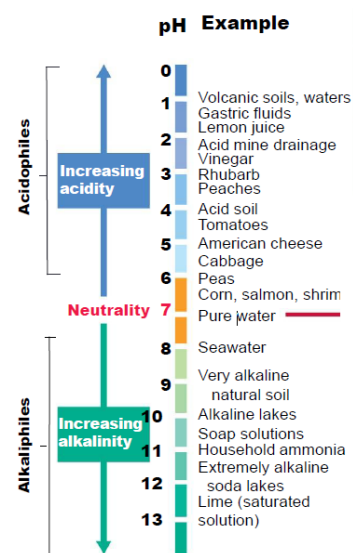 pH Example
0
1
Volcanic soils, waters
Gastric fluids
Lemon juice
2
Acid mine drainage
Vinegar
3
Rhubarb
Peaches
4
Acid soil
Tomatoes
5
American cheese
Cabbage
6
Peas
Corn, salmon, shrim
Neutrality 7
Pure water
8
Seawater
Very alkaline
natural soil
9
10
Alkaline lakes
Soap solutions
11
Household ammonia
Extremely alkaline
soda lakes
12
Lime (saturated
solution)
13
Acidophiles
Increasing
acidity
Alkaliphiles
Increasing
alkalinity